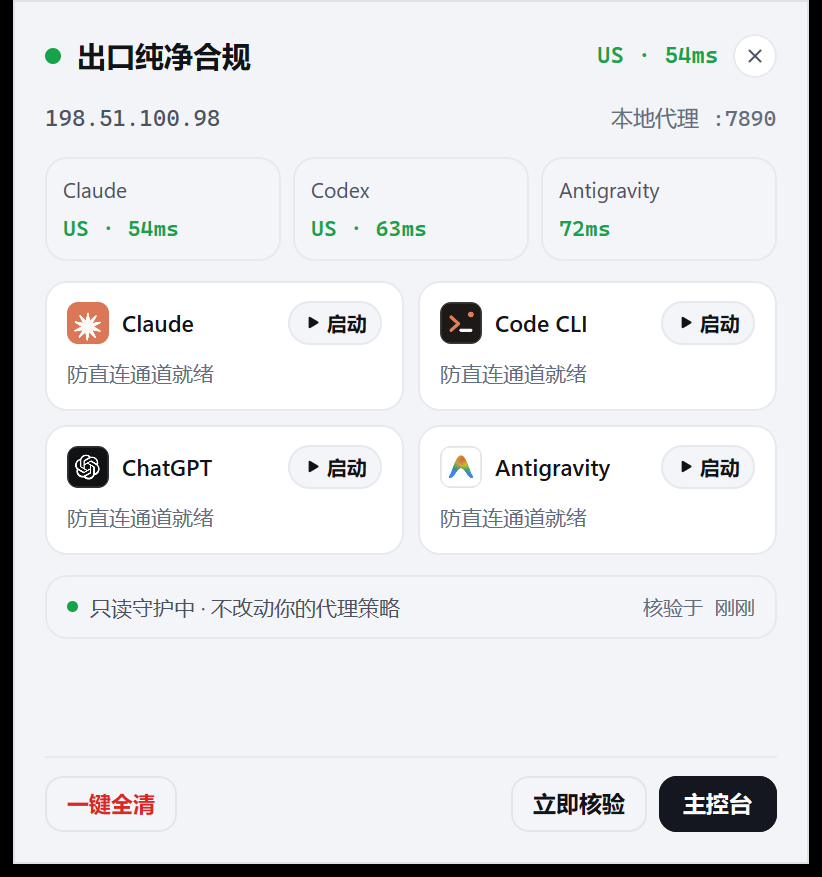 出口纯净合规 US · 54ms
198.51.100.98 本地代理 :7890
Claude Codex Antigravity
US · 54ms US · 63ms 72ms
Claude 启动 Code CLI 启动
防直连通道就绪 防直连通道就绪
ChatGPT 启动 Antigravity 启动
防直连通道就绪 防直连通道就绪
只读守护中 · 不改动你的代理策略 核验于 刚刚
一键全清 立即核验 主控台